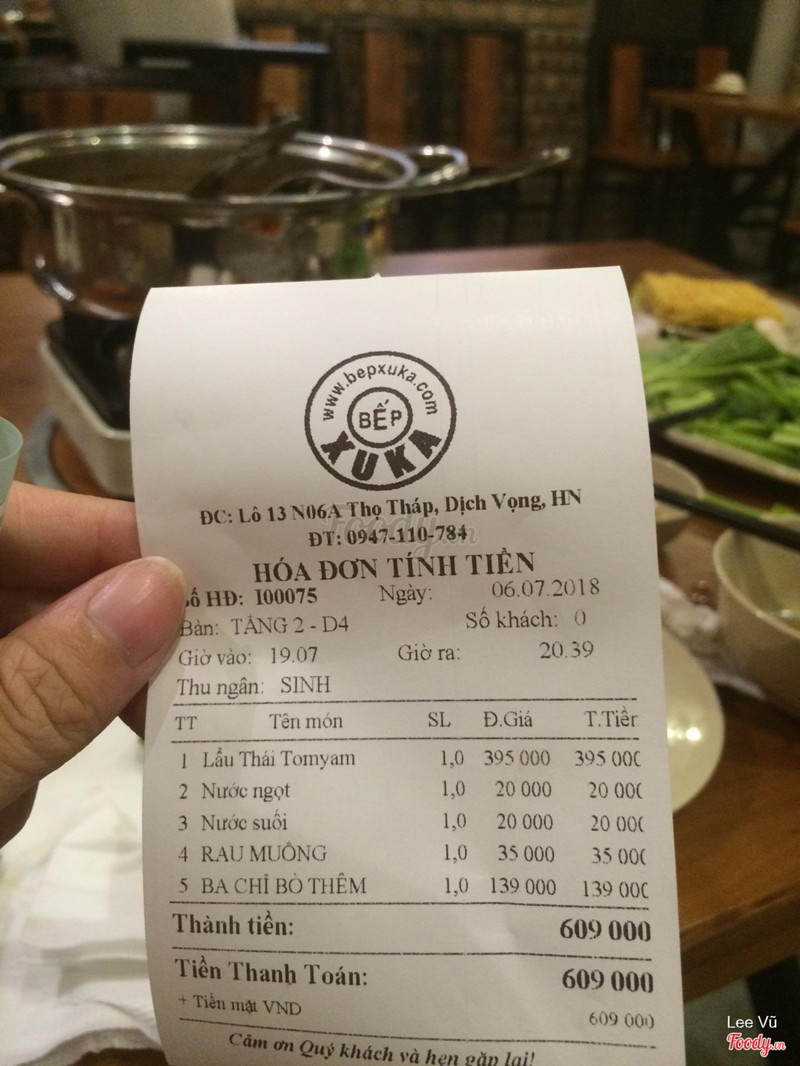 www.bepxuka.com
BẾP
XUKA
ĐC: Lô 13 N06A Thọ Tháp, Dịch Vọng, HN
ĐT: 0947-110-784
HÓA ĐƠN TÍNH TIỀN
Số HĐ: I00075 Ngày: 06.07.2018
Bàn: TẦNG 2 - D4 Số khách: 0
Giờ vào: 19.07 Giờ ra: 20.39
Thu ngân: SINH
TT Tên món SL Đ.Giá T.Tiền
1 Lẩu Thái Tomyam 1,0 395 000 395 000
2 Nước ngọt 1,0 20 000 20 000
3 Nước suối 1,0 20 000 20 000
4 RAU MUỐNG 1,0 35 000 35 000
5 BA CHỈ BÒ THÊM 1,0 139 000 139 000
Thành tiền: 609 000
Tiền Thanh Toán: 609 000
+ Tiền mặt VND 609 000
Cảm ơn Quý khách và hẹn gặp lại!
Foody.vn
Lee Vũ
Foody.vn